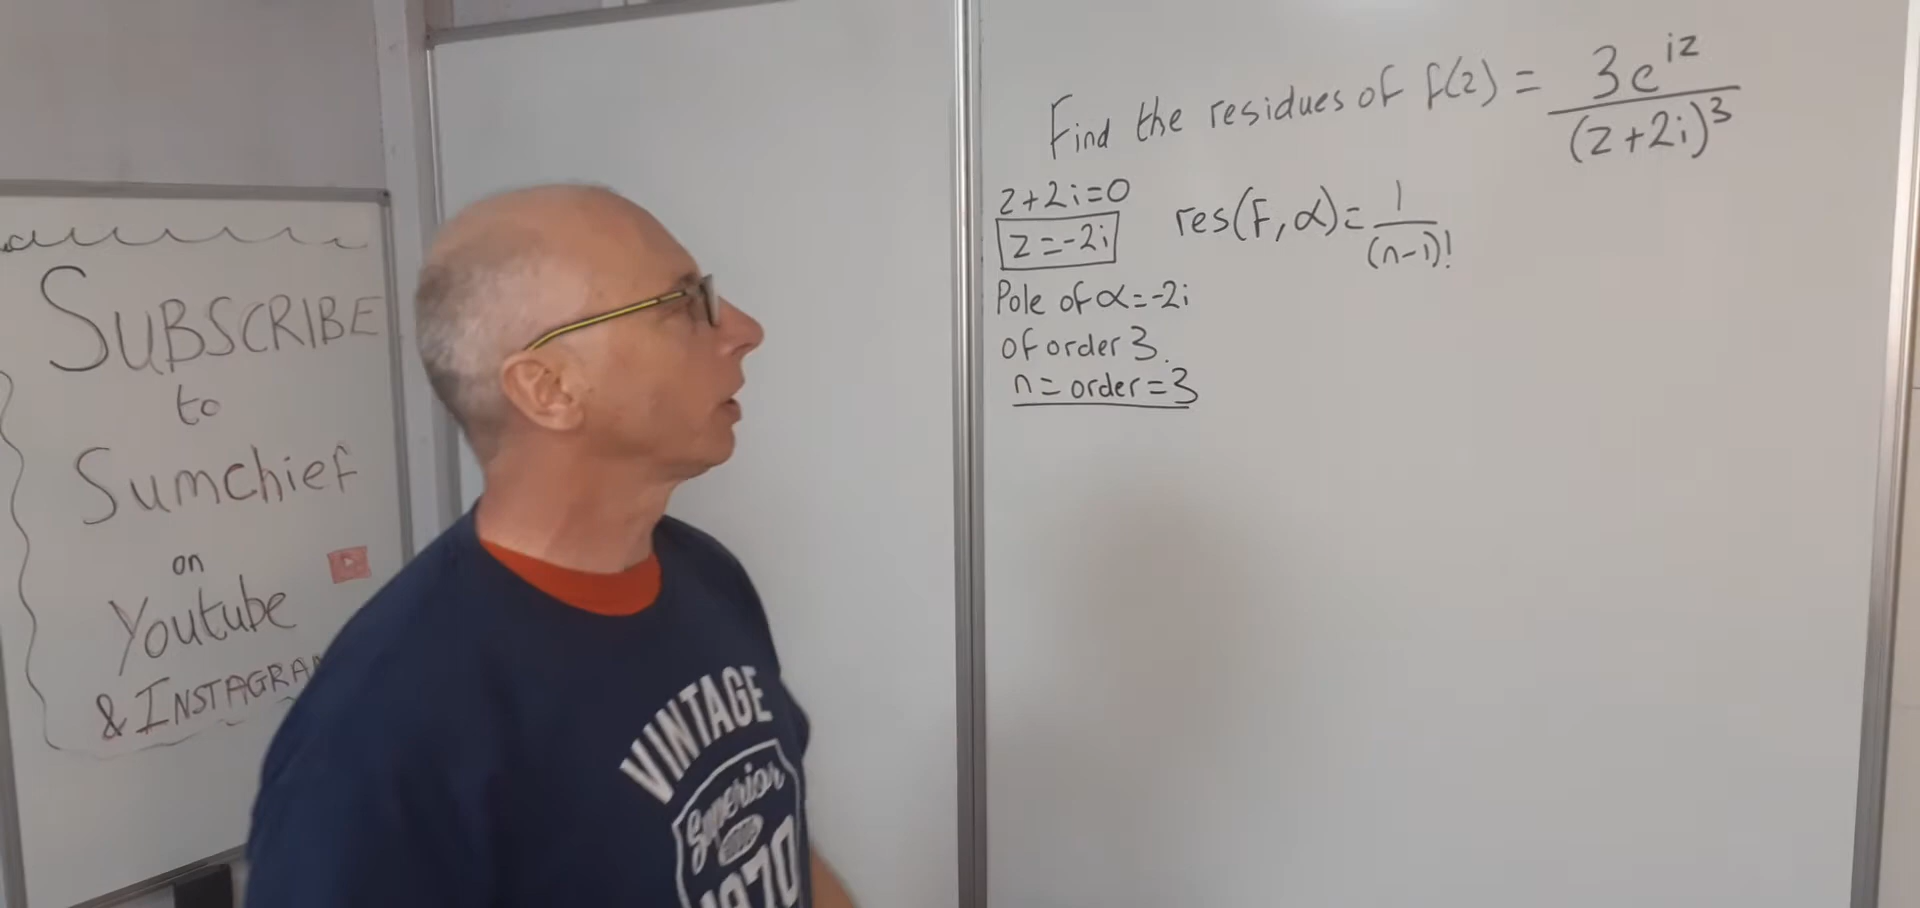 SUBSCRIBE
to
Sumchief
on
Youtube
& INSTAGRA
VINTAGE
Superior
1970
Find the residues of f(z) = 3e^{iz} / (z+2i)^3
z+2i=0
z=-2i
Pole of α=-2i
of order 3.
n = order = 3
res(f, α) = 1 / (n-1)!